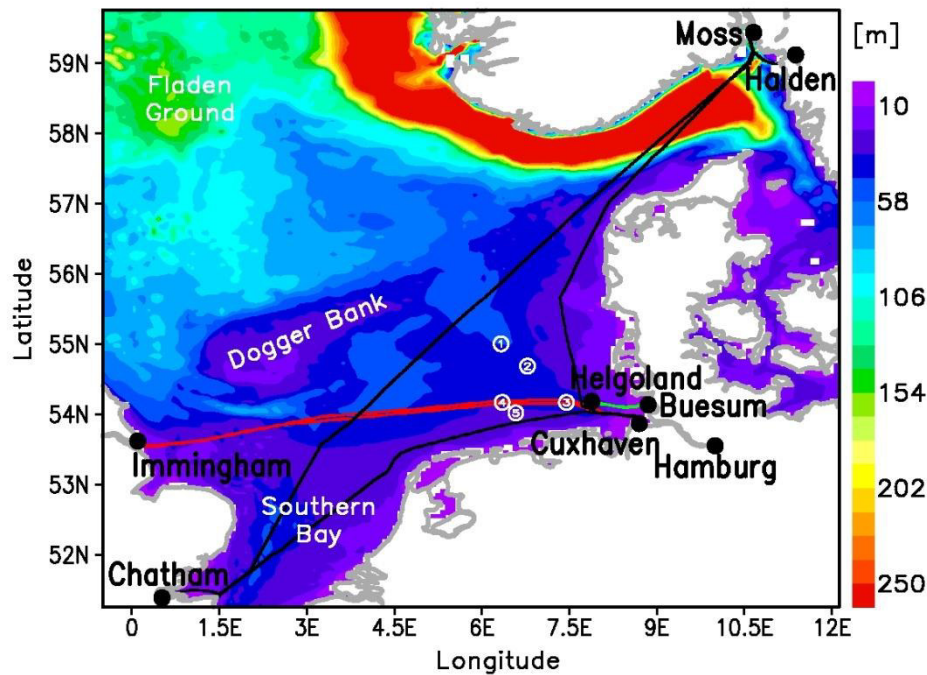 Moss
[m]
59N
Halden
Fladen
Ground
10
58N
58
57N
Latitude
56N
106
Dogger Bank
55N
1
2
Helgoland
154
54N
4
3
5
Buesum
Cuxhaven
Immingham
Hamburg
53N
202
Southern
Bay
52N
Chatham
250
0
1.5E
3E
4.5E
6E
7.5E
9E
10.5E
12E
Longitude